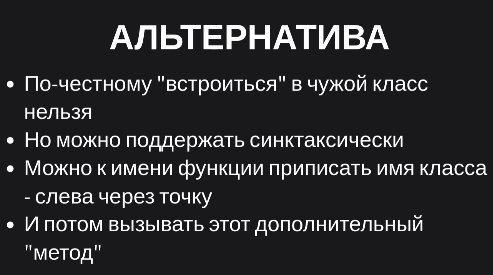 АЛЬТЕРНАТИВА
• По-честному "встроиться" в чужой класс
нельзя
• Но можно поддержать синктаксически
• Можно к имени функции приписать имя класса
- слева через точку
• И потом вызывать этот дополнительный
"метод"